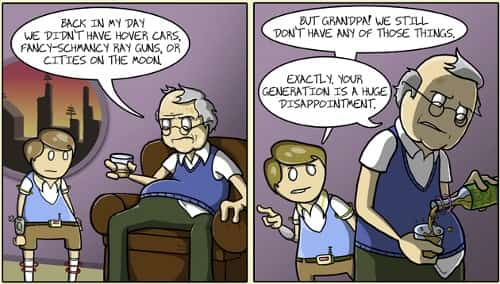 BACK IN MY DAY
WE DIDN'T HAVE HOVER CARS,
FANCY-SCHMANCY RAY GUNS, OR
CITIES ON THE MOON.
BUT GRANDPA! WE STILL
DON'T HAVE ANY OF THOSE THINGS.
EXACTLY. YOUR
GENERATION IS A HUGE
DISAPPOINTMENT.